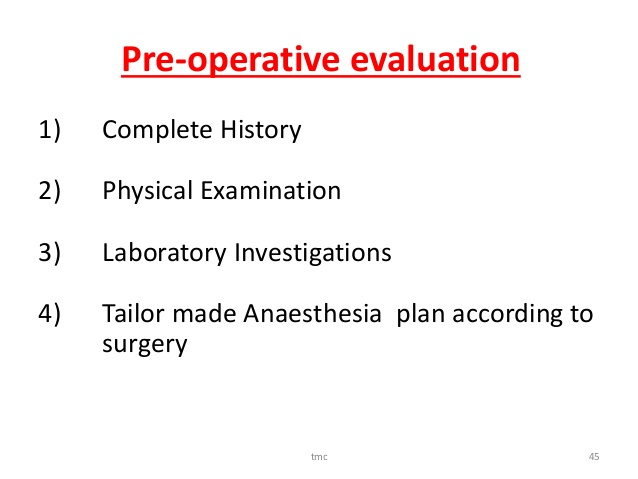 Pre-operative evaluation
1) Complete History
2) Physical Examination
3) Laboratory Investigations
4) Tailor made Anaesthesia  plan according to
surgery
tmc
45